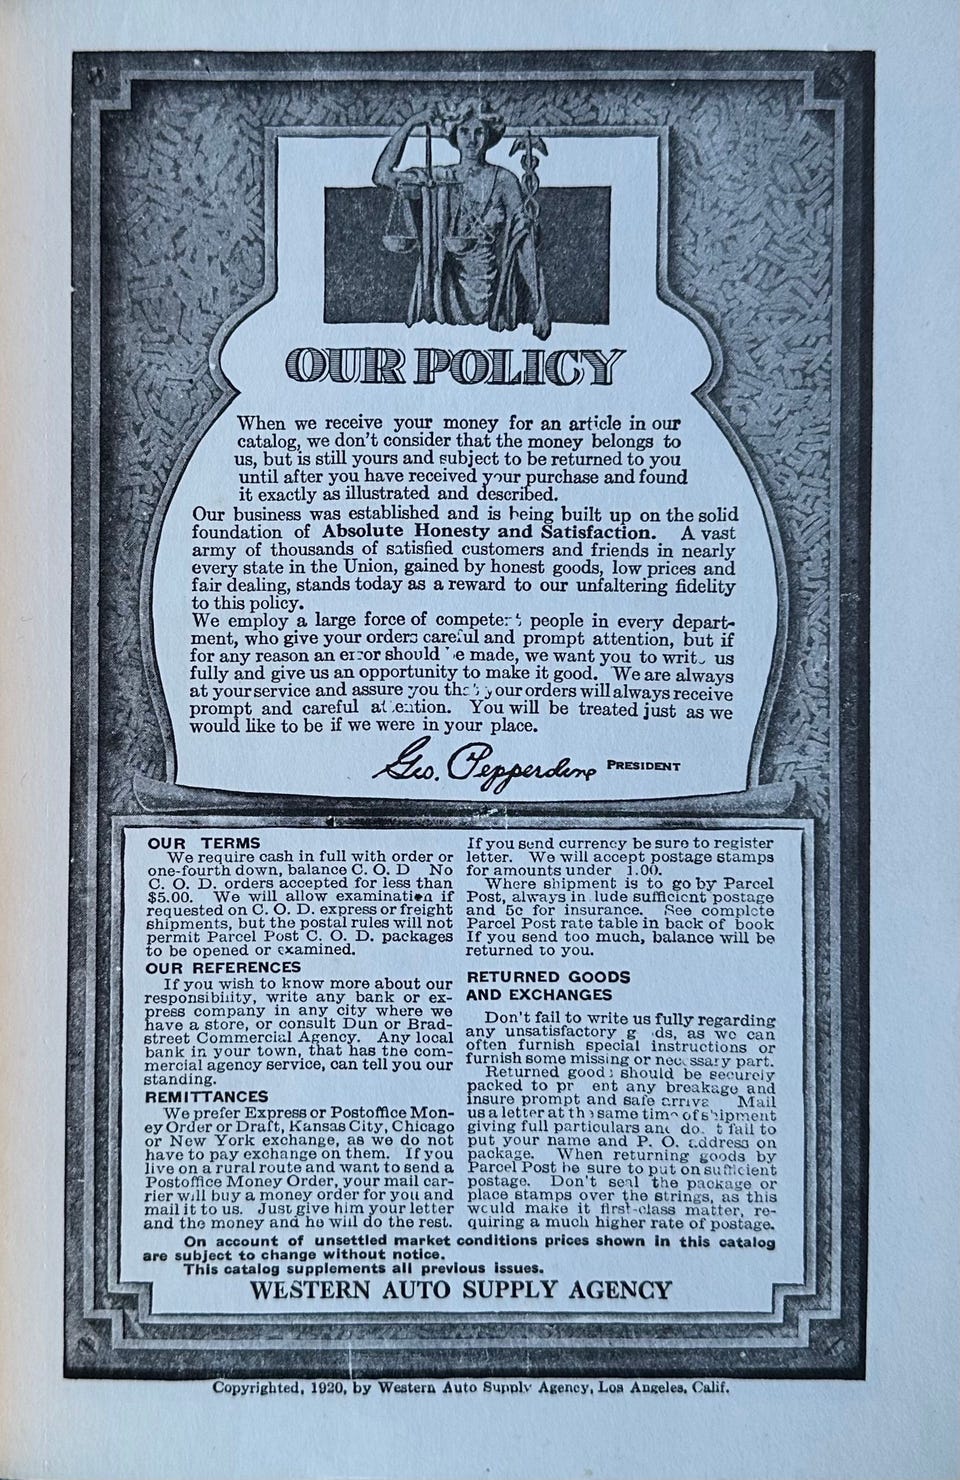 OUR POLICY
When we receive your money for an article in our
catalog, we don't consider that the money belongs to
us, but is still yours and subject to be returned to you
until after you have received your purchase and found
it exactly as illustrated and described.
Our business was established and is being built up on the solid
foundation of Absolute Honesty and Satisfaction. A vast
army of thousands of satisfied customers and friends in nearly
every state in the Union, gained by honest goods, low prices and
fair dealing, stands today as a reward to our unfaltering fidelity
to this policy.
We employ a large force of competent people in every depart-
ment, who give your orders careful and prompt attention, but if
for any reason an error should be made, we want you to write us
fully and give us an opportunity to make it good. We are always
at your service and assure you that your orders will always receive
prompt and careful attention. You will be treated just as we
would like to be if we were in your place.
Geo. Pepperdine PRESIDENT
OUR TERMS
We require cash in full with order or
one-fourth down, balance C. O. D No
C. O. D. orders accepted for less than
$5.00. We will allow examination if
requested on C. O. D. express or freight
shipments, but the postal rules will not
permit Parcel Post C. O. D. packages
to be opened or examined.
OUR REFERENCES
If you wish to know more about our
responsibility, write any bank or ex-
press company in any city where we
have a store, or consult Dun or Brad-
street Commercial Agency. Any local
bank in your town, that has the com-
mercial agency service, can tell you our
standing.
REMITTANCES
We prefer Express or Postoffice Mon-
ey Order or Draft, Kansas City, Chicago
or New York exchange, as we do not
have to pay exchange on them. If you
live on a rural route and want to send a
Postoffice Money Order, your mail car-
rier will buy a money order for you and
mail it to us. Just give him your letter
and the money and he will do the rest.
If you send currency be sure to register
letter. We will accept postage stamps
for amounts under 1.00.
Where shipment is to go by Parcel
Post, always include sufficient postage
and 5c for insurance. See complete
Parcel Post rate table in back of book
If you send too much, balance will be
returned to you.
RETURNED GOODS
AND EXCHANGES
Don't fail to write us fully regarding
any unsatisfactory goods, as we can
often furnish special instructions or
furnish some missing or necessary part.
Returned goods should be securely
packed to prevent any breakage and
insure prompt and safe arriva Mail
us a letter at the same time of shipment
giving full particulars and do t fail to
put your name and P. O. address on
package. When returning goods by
Parcel Post be sure to put on sufficient
postage. Don't seal the package or
place stamps over the strings, as this
would make it first-class matter, re-
quiring a much higher rate of postage.
On account of unsettled market conditions prices shown in this catalog
are subject to change without notice.
This catalog supplements all previous issues.
WESTERN AUTO SUPPLY AGENCY
Copyrighted, 1920, by Western Auto Supply Agency, Los Angeles, Calif.